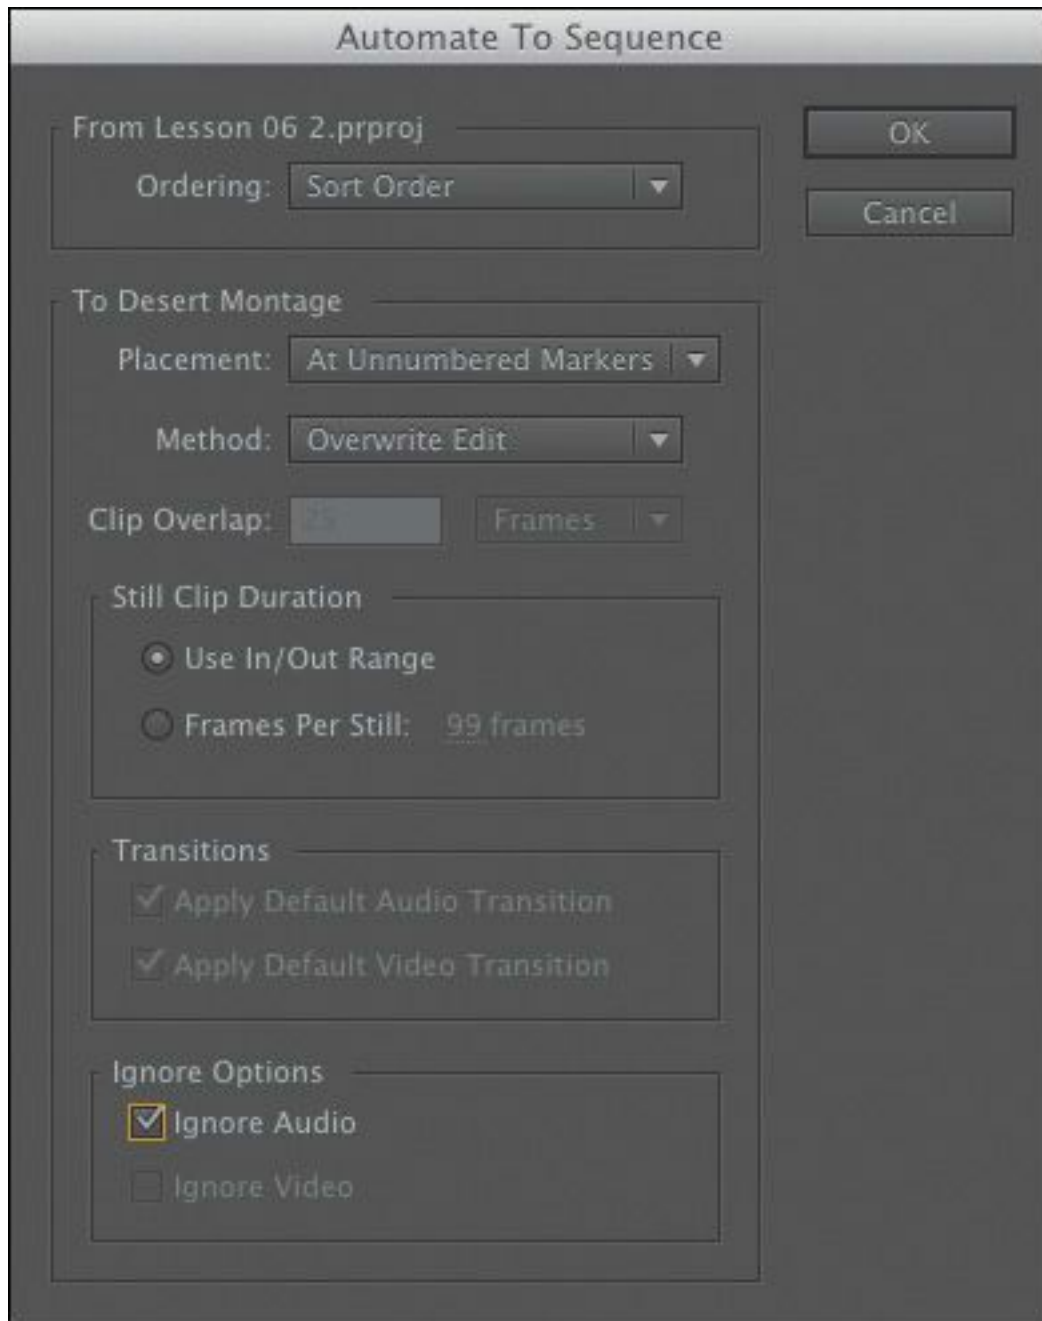 Automate To Sequence
From Lesson 06 2.prproj
OK
Ordering: Sort Order
Cancel
To Desert Montage
Placement: At Unnumbered Markers
Method: Overwrite Edit
Clip Overlap: 25 Frames
Still Clip Duration
Use In/Out Range
Frames Per Still: 99 frames
Transitions
Apply Default Audio Transition
Apply Default Video Transition
Ignore Options
Ignore Audio
Ignore Video